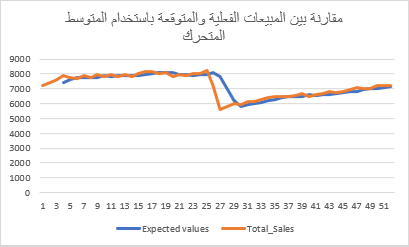 مقارنة بين المبيعات الفعلية والمتوقعة باستخدام المتوسط
المتحرك
9000
8000
7000
6000
5000
4000
3000
2000
1000
0
1 3 5 7 9 11 13 15 17 19 21 23 25 27 29 31 33 35 37 39 41 43 45 47 49 51
Expected values Total_Sales